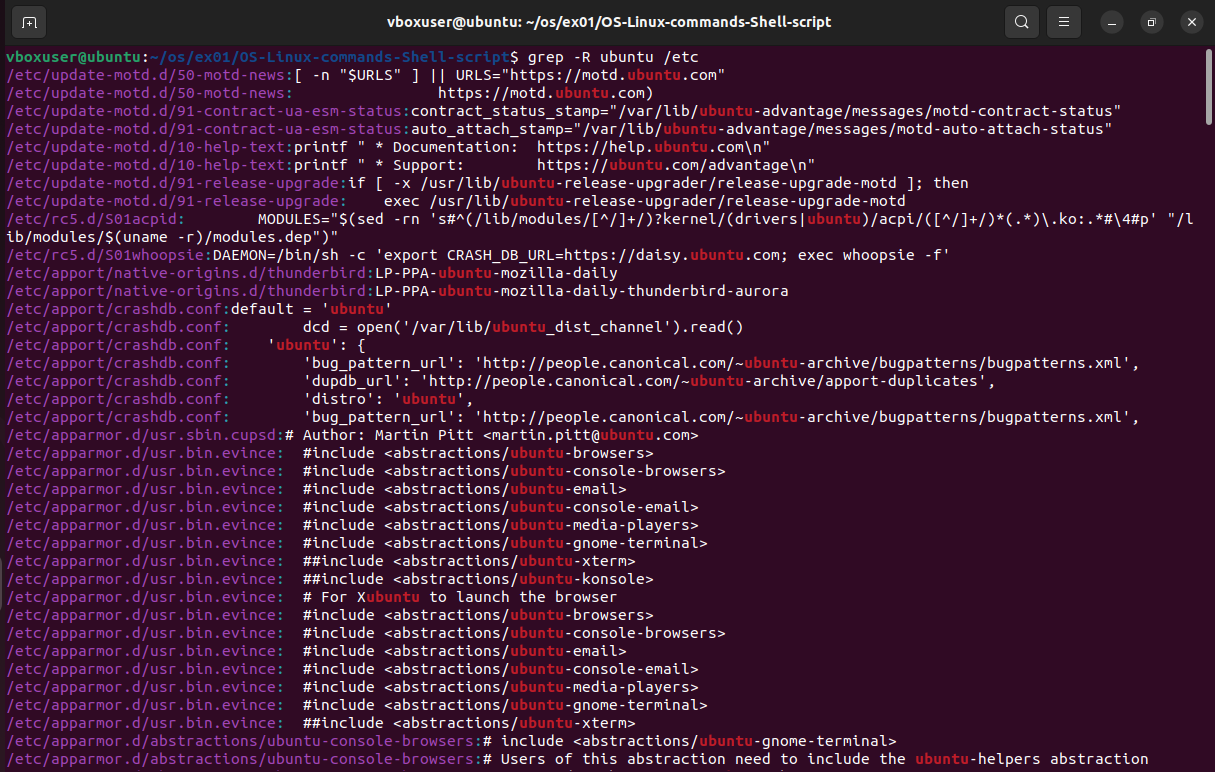 vboxuser@ubuntu: ~/os/ex01/OS-Linux-commands-Shell-script
vboxuser@ubuntu:~/os/ex01/OS-Linux-commands-Shell-script$ grep -R ubuntu /etc
/etc/update-motd.d/50-motd-news:[ -n "$URLS" ] || URLS="https://motd.ubuntu.com"
/etc/update-motd.d/50-motd-news:                https://motd.ubuntu.com)
/etc/update-motd.d/91-contract-ua-esm-status:contract_status_stamp="/var/lib/ubuntu-advantage/messages/motd-contract-status"
/etc/update-motd.d/91-contract-ua-esm-status:auto_attach_stamp="/var/lib/ubuntu-advantage/messages/motd-auto-attach-status"
/etc/update-motd.d/10-help-text:printf " * Documentation:  https://help.ubuntu.com\n"
/etc/update-motd.d/10-help-text:printf " * Support:        https://ubuntu.com/advantage\n"
/etc/update-motd.d/91-release-upgrade:if [ -x /usr/lib/ubuntu-release-upgrader/release-upgrade-motd ]; then
/etc/update-motd.d/91-release-upgrade:    exec /usr/lib/ubuntu-release-upgrader/release-upgrade-motd
/etc/rc5.d/S01acpid:        MODULES="$(sed -rn 's#^(/lib/modules/[^/]+/)?kernel/(drivers|ubuntu)/acpi/([^/]+/)*(.*)\.ko:.*#\4#p' "/l
ib/modules/$(uname -r)/modules.dep")"
/etc/rc5.d/S01whoopsie:DAEMON=/bin/sh -c 'export CRASH_DB_URL=https://daisy.ubuntu.com; exec whoopsie -f'
/etc/apport/native-origins.d/thunderbird:LP-PPA-ubuntu-mozilla-daily
/etc/apport/native-origins.d/thunderbird:LP-PPA-ubuntu-mozilla-daily-thunderbird-aurora
/etc/apport/crashdb.conf:default = 'ubuntu'
/etc/apport/crashdb.conf:        dcd = open('/var/lib/ubuntu_dist_channel').read()
/etc/apport/crashdb.conf:    'ubuntu': {
/etc/apport/crashdb.conf:        'bug_pattern_url': 'http://people.canonical.com/~ubuntu-archive/bugpatterns/bugpatterns.xml',
/etc/apport/crashdb.conf:        'dupdb_url': 'http://people.canonical.com/~ubuntu-archive/apport-duplicates',
/etc/apport/crashdb.conf:        'distro': 'ubuntu',
/etc/apport/crashdb.conf:        'bug_pattern_url': 'http://people.canonical.com/~ubuntu-archive/bugpatterns/bugpatterns.xml',
/etc/apparmor.d/usr.sbin.cupsd:# Author: Martin Pitt <martin.pitt@ubuntu.com>
/etc/apparmor.d/usr.bin.evince:  #include <abstractions/ubuntu-browsers>
/etc/apparmor.d/usr.bin.evince:  #include <abstractions/ubuntu-console-browsers>
/etc/apparmor.d/usr.bin.evince:  #include <abstractions/ubuntu-email>
/etc/apparmor.d/usr.bin.evince:  #include <abstractions/ubuntu-console-email>
/etc/apparmor.d/usr.bin.evince:  #include <abstractions/ubuntu-media-players>
/etc/apparmor.d/usr.bin.evince:  #include <abstractions/ubuntu-gnome-terminal>
/etc/apparmor.d/usr.bin.evince:  ##include <abstractions/ubuntu-xterm>
/etc/apparmor.d/usr.bin.evince:  ##include <abstractions/ubuntu-konsole>
/etc/apparmor.d/usr.bin.evince:  # For Xubuntu to launch the browser
/etc/apparmor.d/usr.bin.evince:  #include <abstractions/ubuntu-browsers>
/etc/apparmor.d/usr.bin.evince:  #include <abstractions/ubuntu-console-browsers>
/etc/apparmor.d/usr.bin.evince:  #include <abstractions/ubuntu-email>
/etc/apparmor.d/usr.bin.evince:  #include <abstractions/ubuntu-console-email>
/etc/apparmor.d/usr.bin.evince:  #include <abstractions/ubuntu-media-players>
/etc/apparmor.d/usr.bin.evince:  #include <abstractions/ubuntu-gnome-terminal>
/etc/apparmor.d/usr.bin.evince:  ##include <abstractions/ubuntu-xterm>
/etc/apparmor.d/abstractions/ubuntu-console-browsers:# include <abstractions/ubuntu-gnome-terminal>
/etc/apparmor.d/abstractions/ubuntu-console-browsers:# Users of this abstraction need to include the ubuntu-helpers abstraction